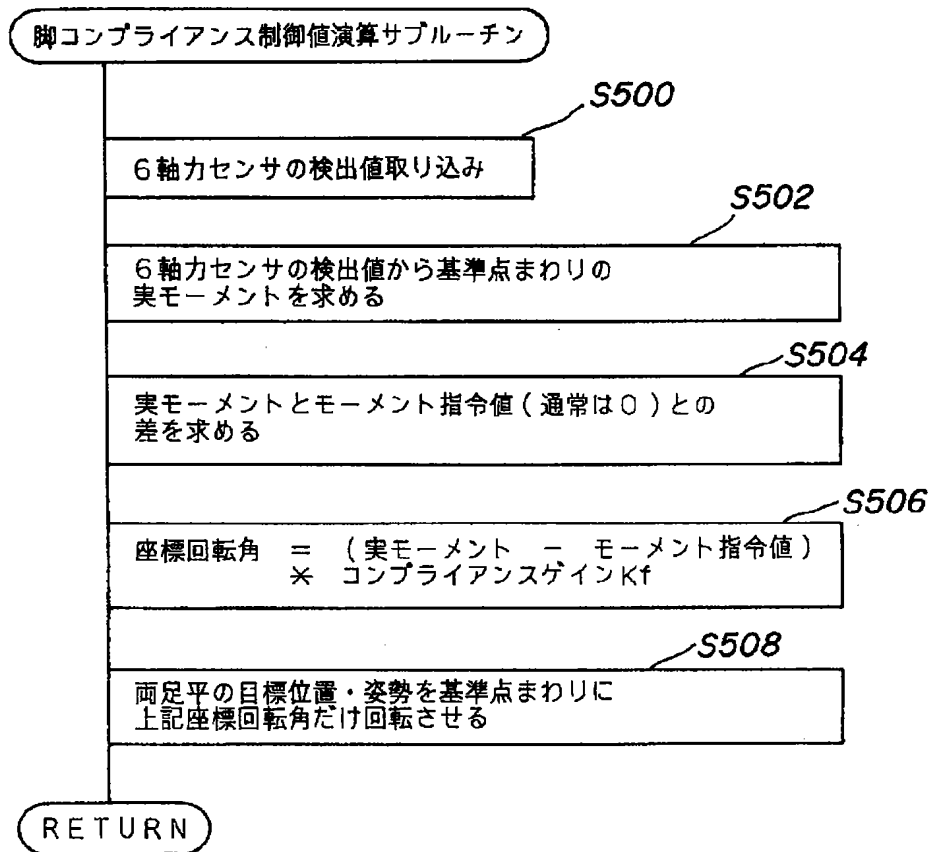 脚コンプライアンス制御値演算サブルーチン
S500
6軸力センサの検出値取り込み
S502
6軸力センサの検出値から基準点まわりの
実モーメントを求める
S504
実モーメントとモーメント指令値(通常は0)との
差を求める
S506
座標回転角 = (実モーメント － モーメント指令値)
* コンプライアンスゲインKf
S508
両足平の目標位置・姿勢を基準点まわりに
上記座標回転角だけ回転させる
RETURN